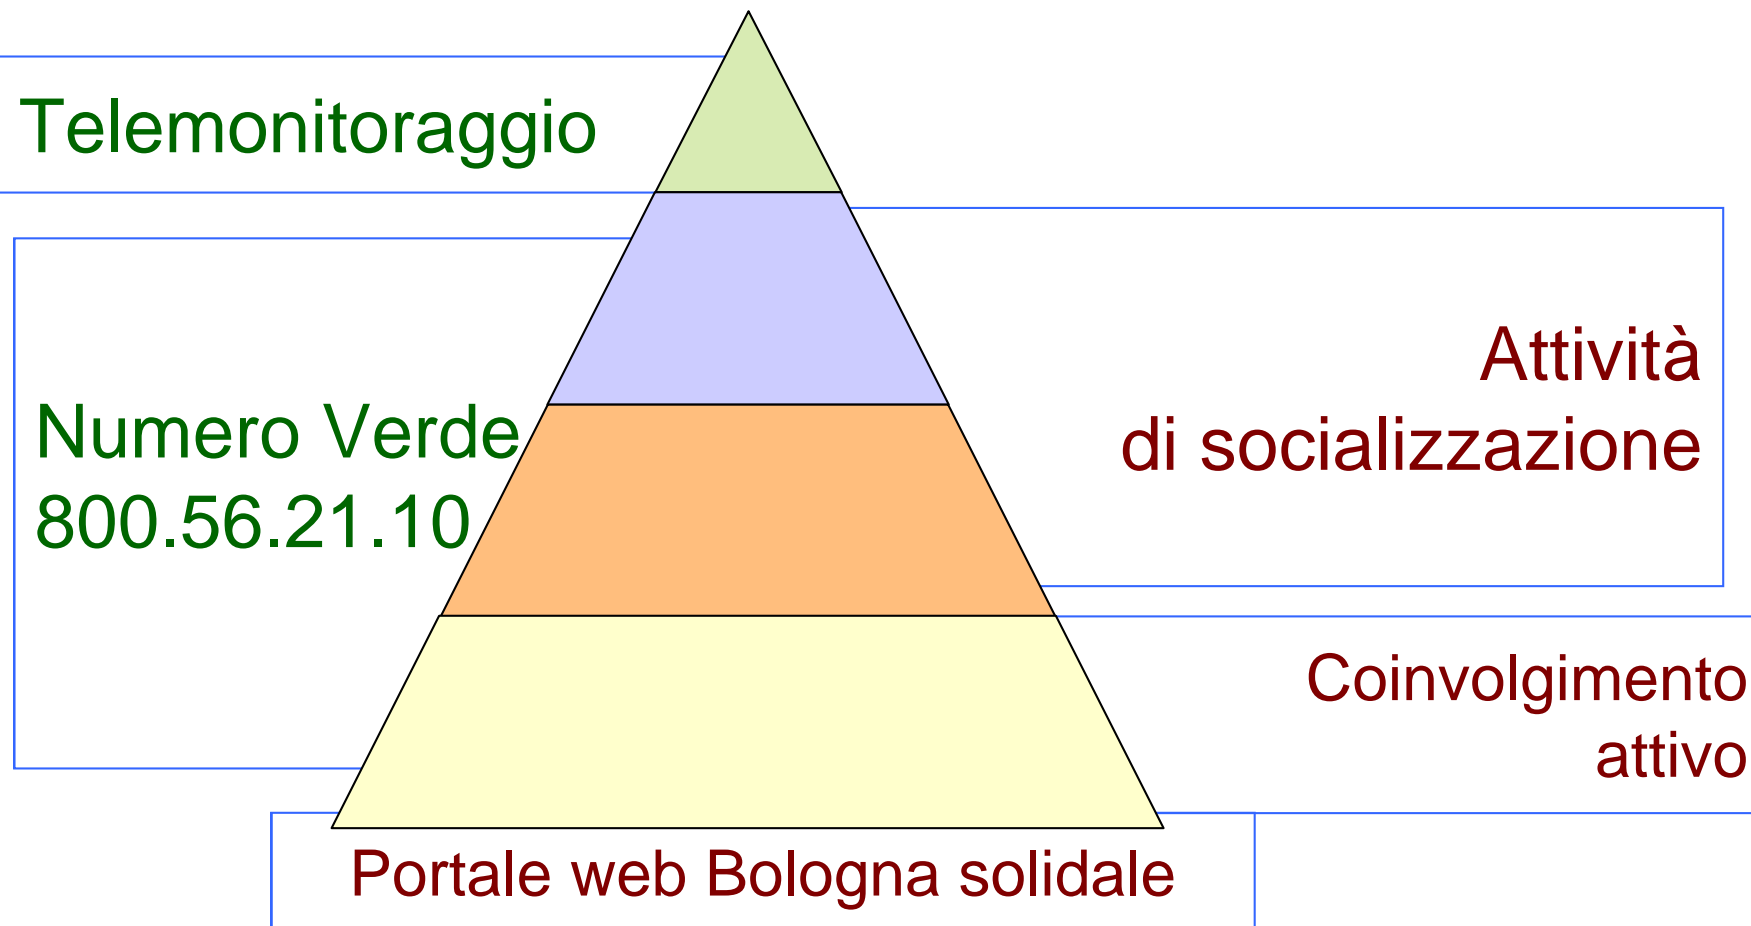 Telemonitoraggio
Numero Verde
800.56.21.10
Attività
di socializzazione
Coinvolgimento
attivo
Portale web Bologna solidale